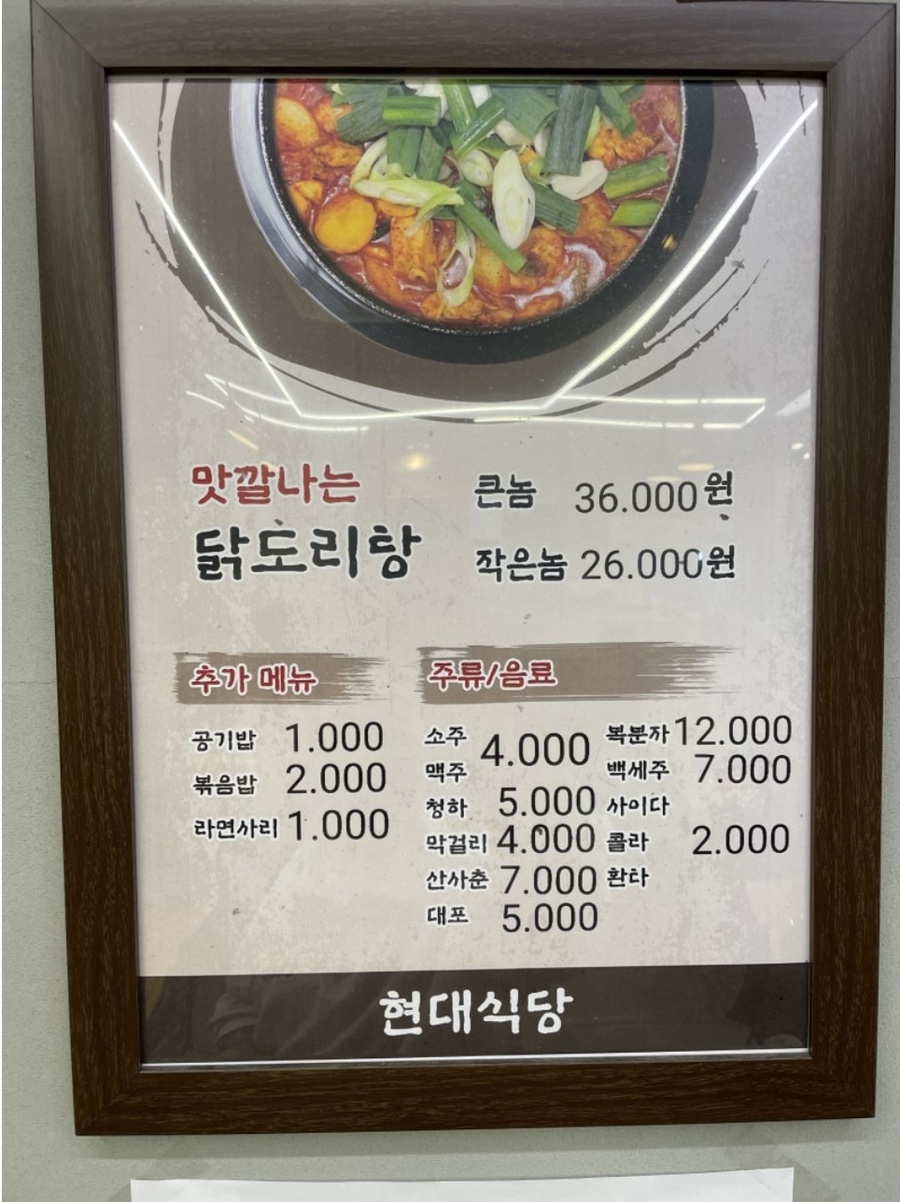 맛깔나는
닭도리탕
큰놈 36.000원
작은놈 26.000원
추가 메뉴
공기밥 1.000
볶음밥 2.000
라면사리 1.000
주류/음료
소주
맥주 4.000
청하 5.000
막걸리 4.000
산사춘 7.000
대포 5.000
복분자 12.000
백세주 7.000
사이다
콜라 2.000
환타
현대식당